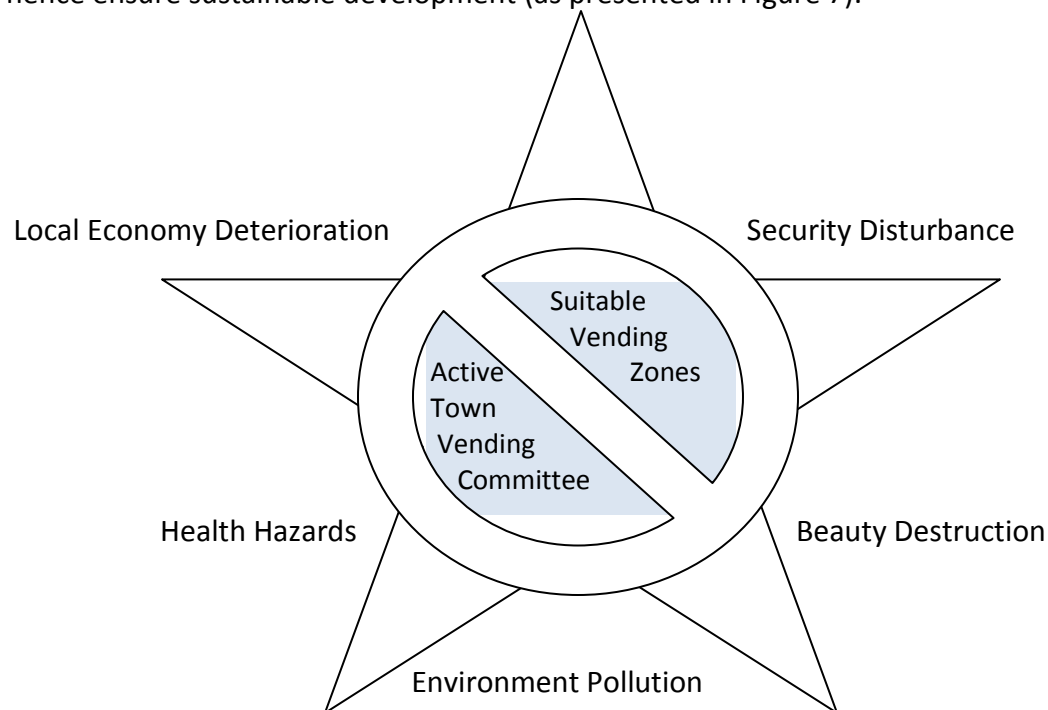 hence ensure sustainable development (as presented in Figure 7).
Local Economy Deterioration
Security Disturbance
Suitable
Vending
Zones
Active
Town
Vending
Committee
Health Hazards
Beauty Destruction
Environment Pollution